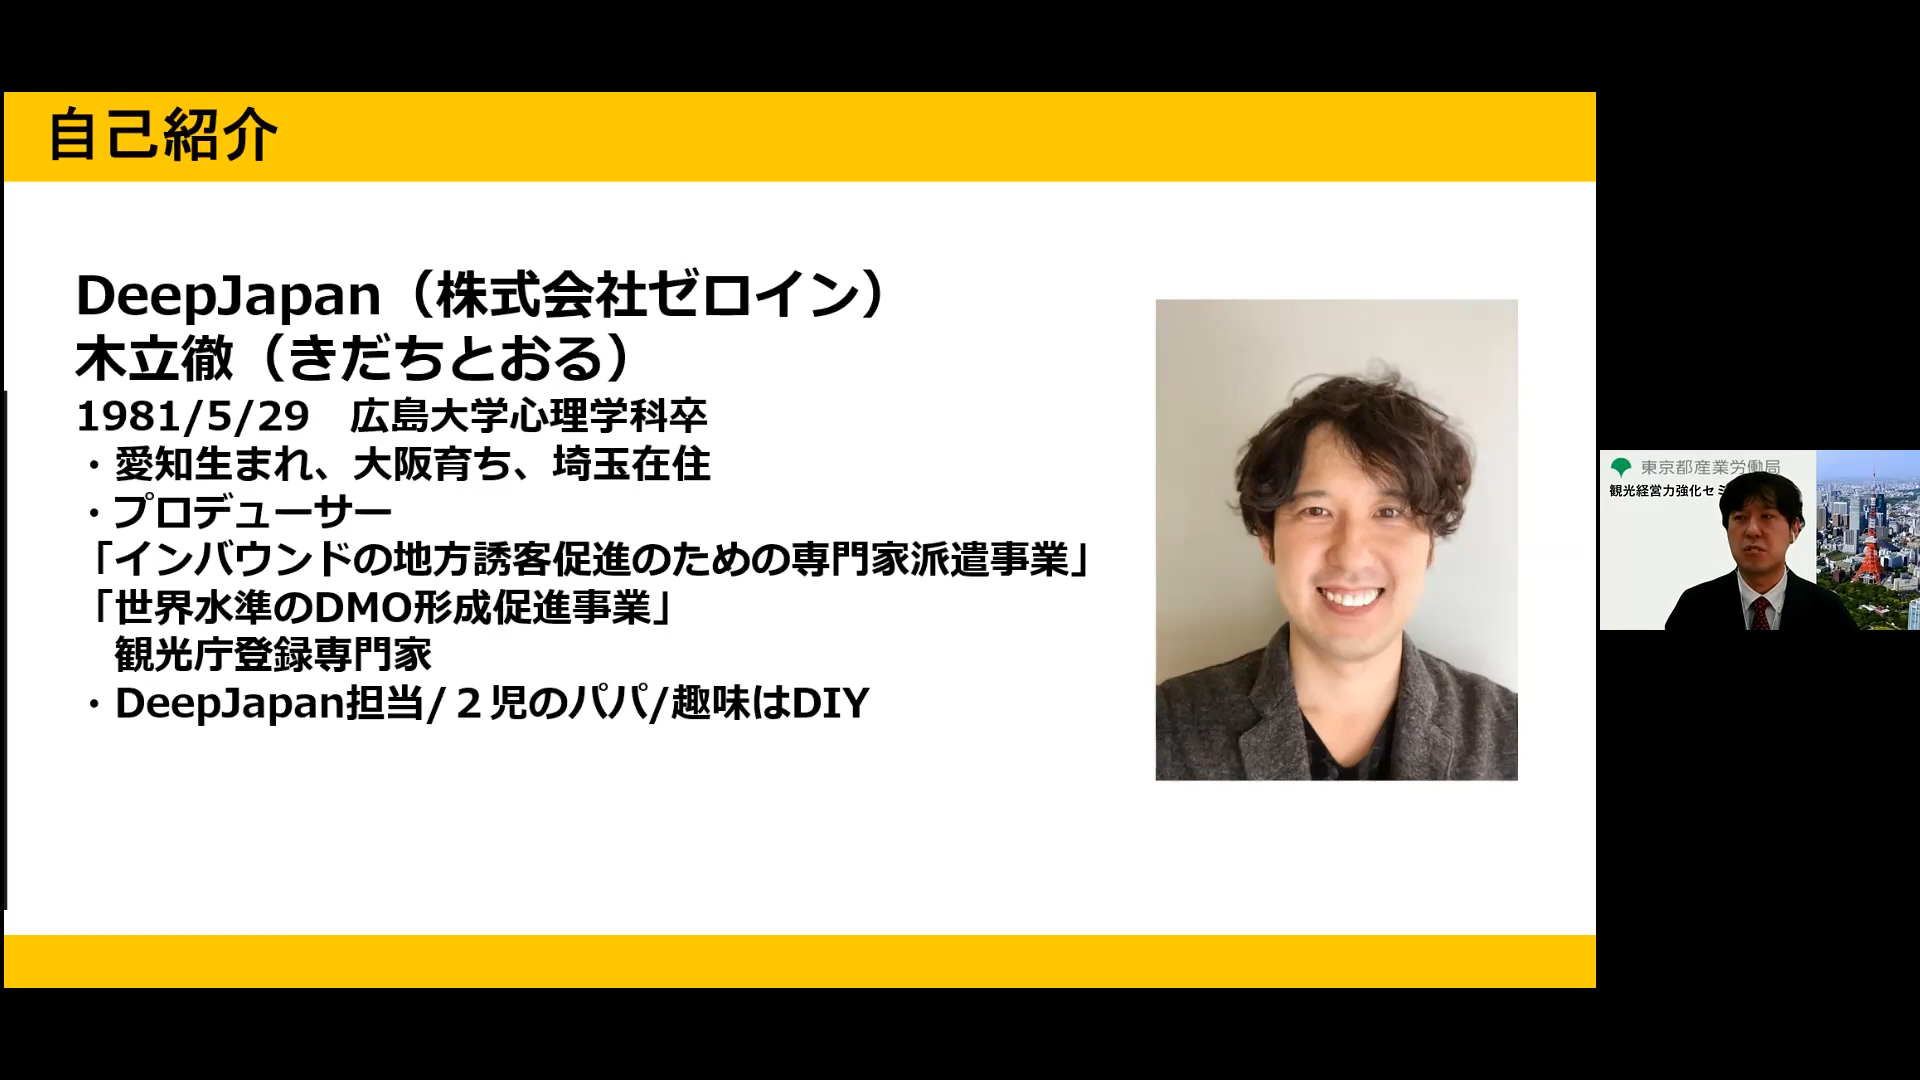 自己紹介
DeepJapan（株式会社ゼロイン）
木立徹（きだちとおる）
1981/5/29　広島大学心理学科卒
・愛知生まれ、大阪育ち、埼玉在住
・プロデューサー
「インバウンドの地方誘客促進のための専門家派遣事業」
「世界水準のDMO形成促進事業」
観光庁登録専門家
・DeepJapan担当/２児のパパ/趣味はDIY
東京都産業労働局
観光経営力強化セミ